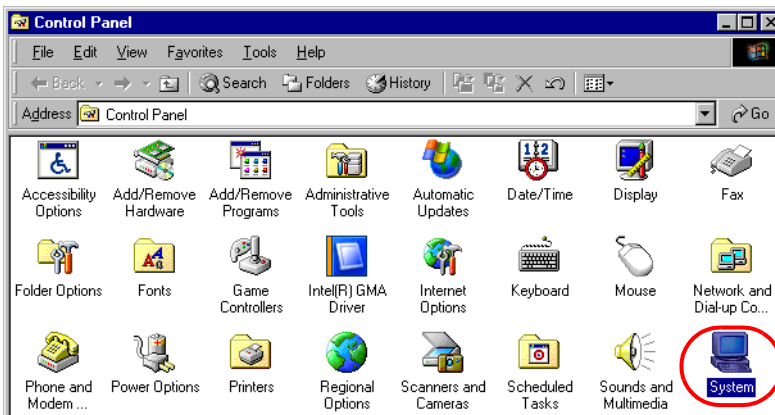 Control Panel
File Edit View Favorites Tools Help
Back Search Folders History
Address Control Panel Go
Accessibility Options
Add/Remove Hardware
Add/Remove Programs
Administrative Tools
Automatic Updates
Date/Time
Display
Fax
Folder Options
Fonts
Game Controllers
Intel(R) GMA Driver
Internet Options
Keyboard
Mouse
Network and Dial-up Co...
Phone and Modem ...
Power Options
Printers
Regional Options
Scanners and Cameras
Scheduled Tasks
Sounds and Multimedia
System